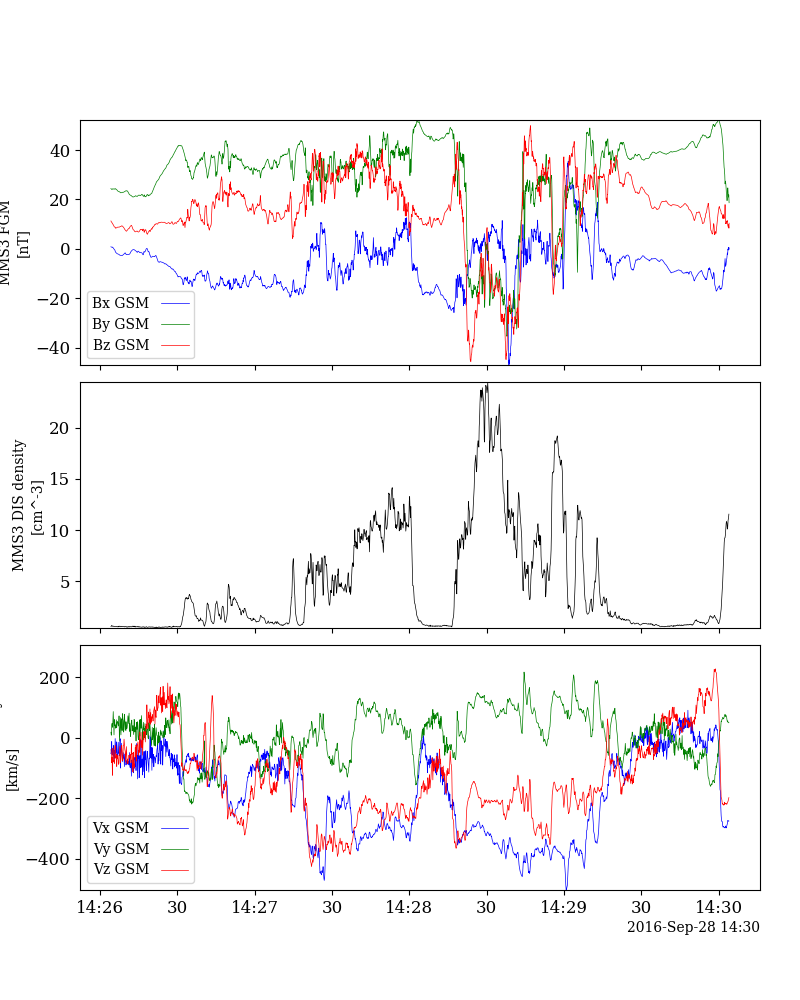 MMS3 FGM
[nT]
40
20
0
−20
−40
Bx GSM
By GSM
Bz GSM
MMS3 DIS density
[cm^-3]
20
15
10
5
[km/s]
200
0
−200
−400
Vx GSM
Vy GSM
Vz GSM
14:26 30 14:27 30 14:28 30 14:29 30 14:30
2016-Sep-28 14:30